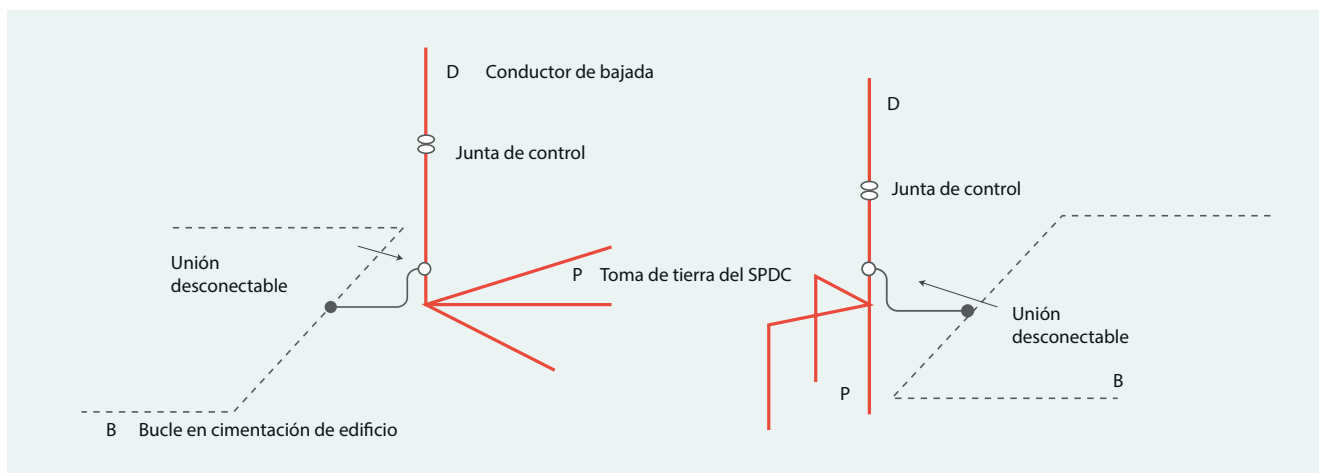 D Conductor de bajada
Junta de control
Unión
desconectable
P Toma de tierra del SPDC
B Bucle en cimentación de edificio
D
Junta de control
Unión
desconectable
B
P